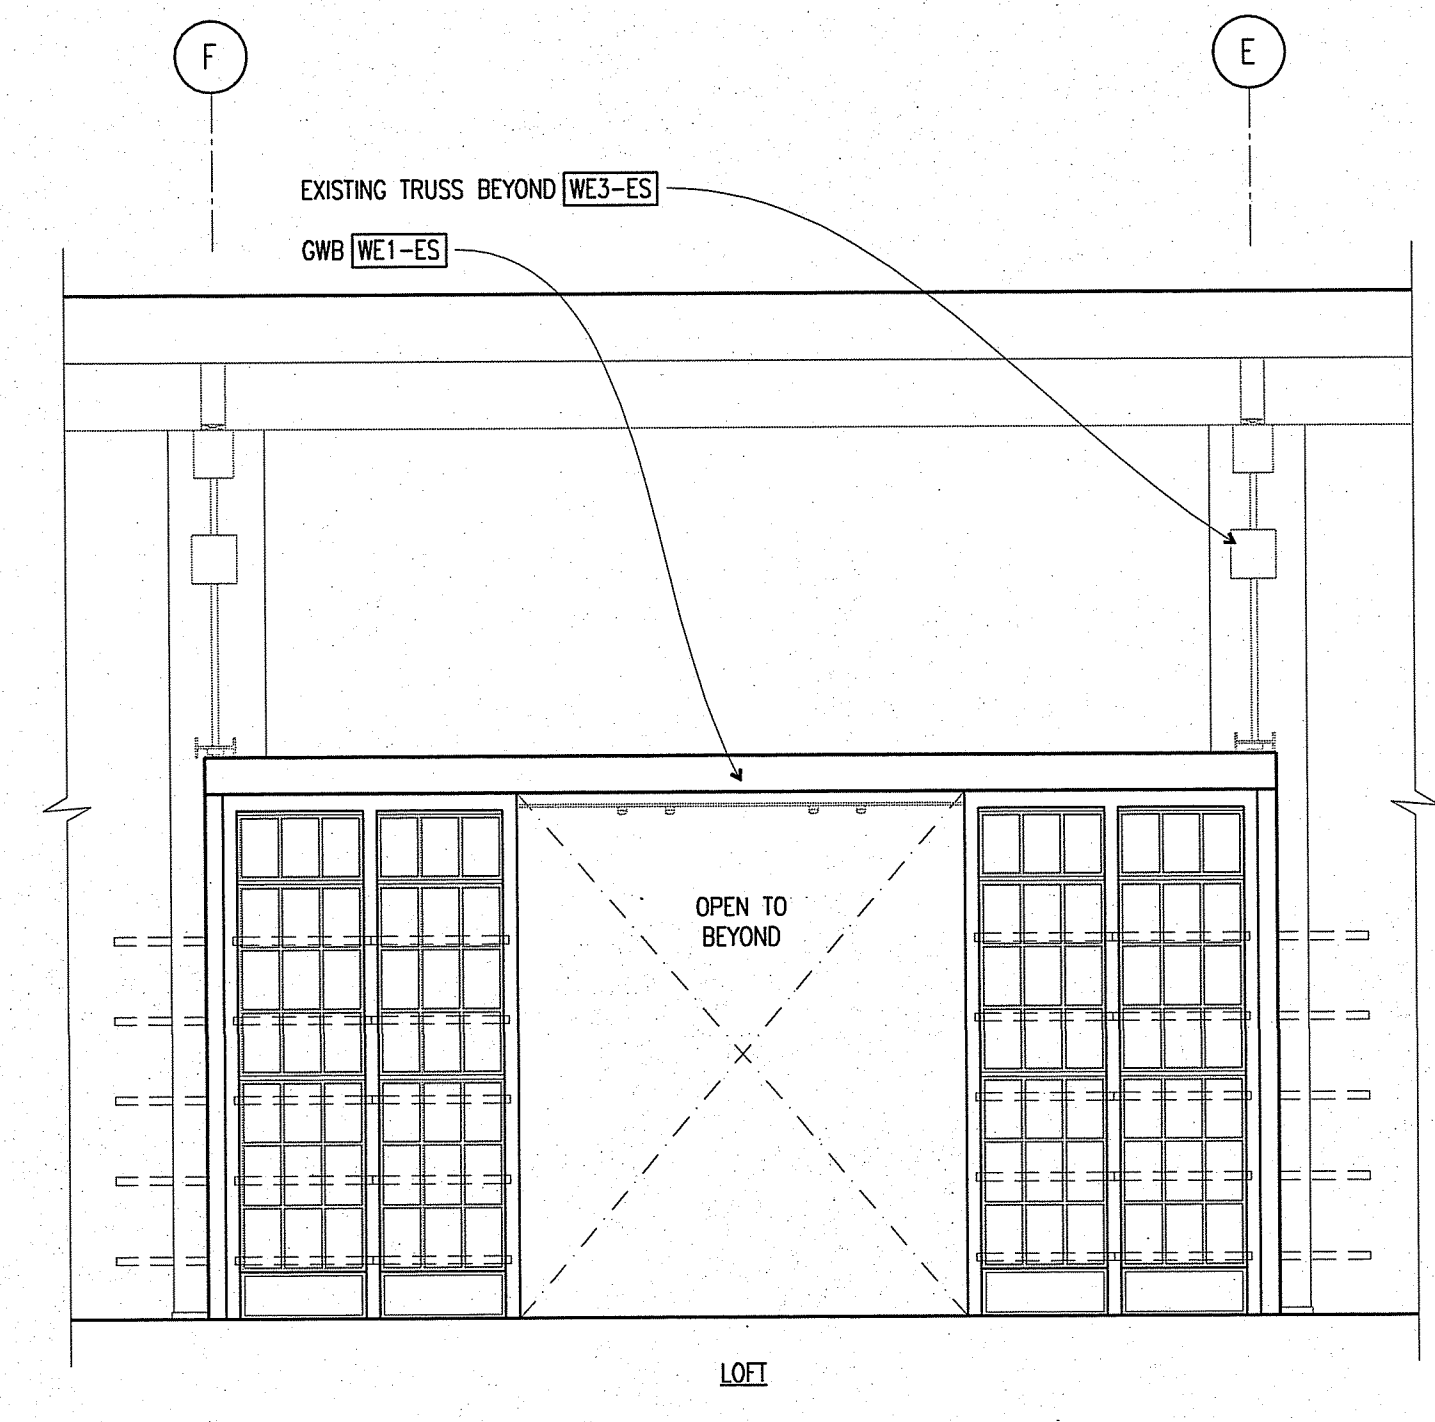 F
E
EXISTING TRUSS BEYOND WE3-ES
GWB WE1-ES
OPEN TO
BEYOND
LOFT